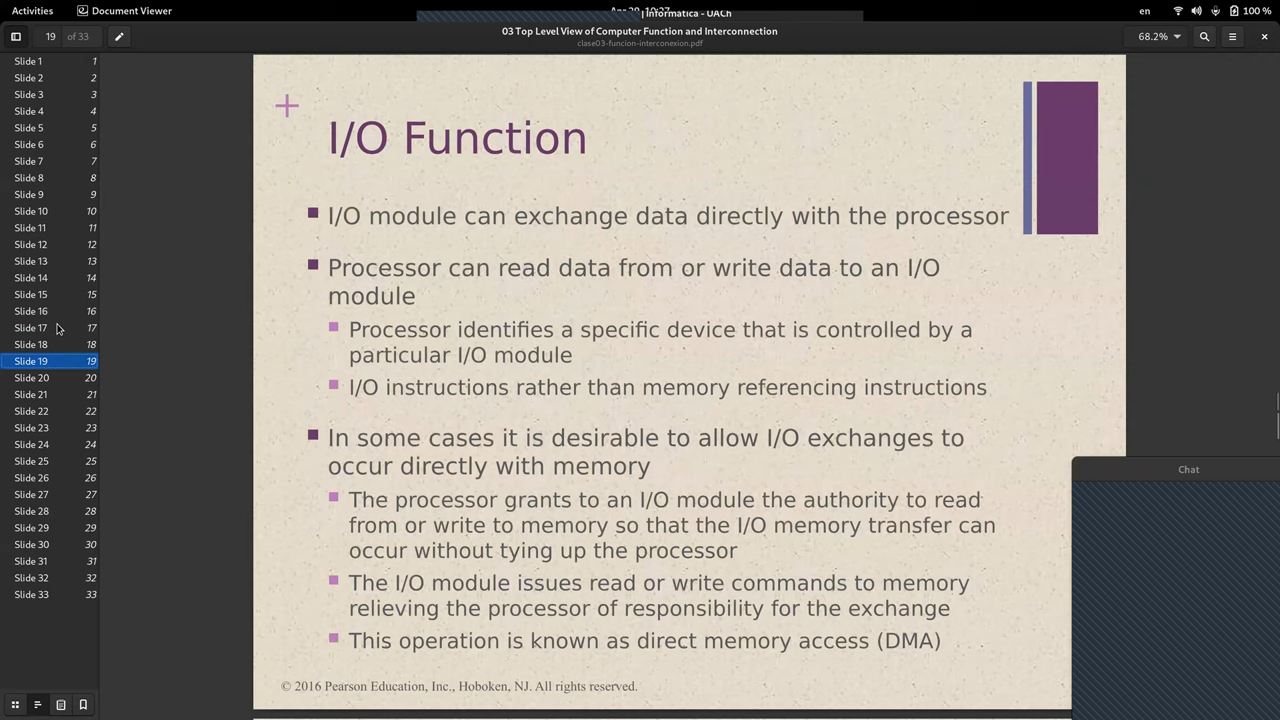 Activities
Document Viewer
| Informatica - UACh
en
100 %
19 of 33
03 Top Level View of Computer Function and Interconnection
clase03-funcion-interconexion.pdf
68.2%
Slide 1 1
Slide 2 2
Slide 3 3
Slide 4 4
Slide 5 5
Slide 6 6
Slide 7 7
Slide 8 8
Slide 9 9
Slide 10 10
Slide 11 11
Slide 12 12
Slide 13 13
Slide 14 14
Slide 15 15
Slide 16 16
Slide 17 17
Slide 18 18
Slide 19 19
Slide 20 20
Slide 21 21
Slide 22 22
Slide 23 23
Slide 24 24
Slide 25 25
Slide 26 26
Slide 27 27
Slide 28 28
Slide 29 29
Slide 30 30
Slide 31 31
Slide 32 32
Slide 33 33
+
I/O Function
I/O module can exchange data directly with the processor
Processor can read data from or write data to an I/O
module
Processor identifies a specific device that is controlled by a
particular I/O module
I/O instructions rather than memory referencing instructions
In some cases it is desirable to allow I/O exchanges to
occur directly with memory
The processor grants to an I/O module the authority to read
from or write to memory so that the I/O memory transfer can
occur without tying up the processor
The I/O module issues read or write commands to memory
relieving the processor of responsibility for the exchange
This operation is known as direct memory access (DMA)
© 2016 Pearson Education, Inc., Hoboken, NJ. All rights reserved.
Chat